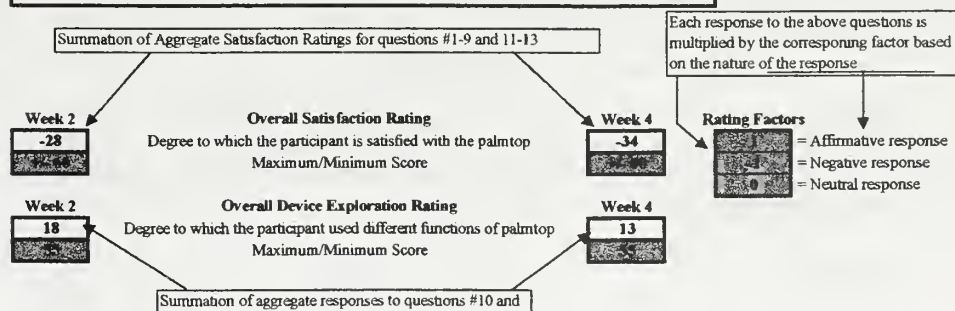 Summation of Aggregate Satisfaction Ratings for questions #1-9 and 11-13
Each response to the above questions is
multiplied by the corresponing factor based
on the nature of the response
Week 2
Overall Satisfaction Rating
Week 4
Rating Factors
-28
Degree to which the participant is satisfied with the palmtop
-34
= Affirmative response
Maximum/Minimum Score
-1
= Negative response
0
= Neutral response
Week 2
Overall Device Exploration Rating
Week 4
18
Degree to which the participant used different functions of palmtop
13
Maximum/Minimum Score
55
Summation of aggregate responses to questions #10 and